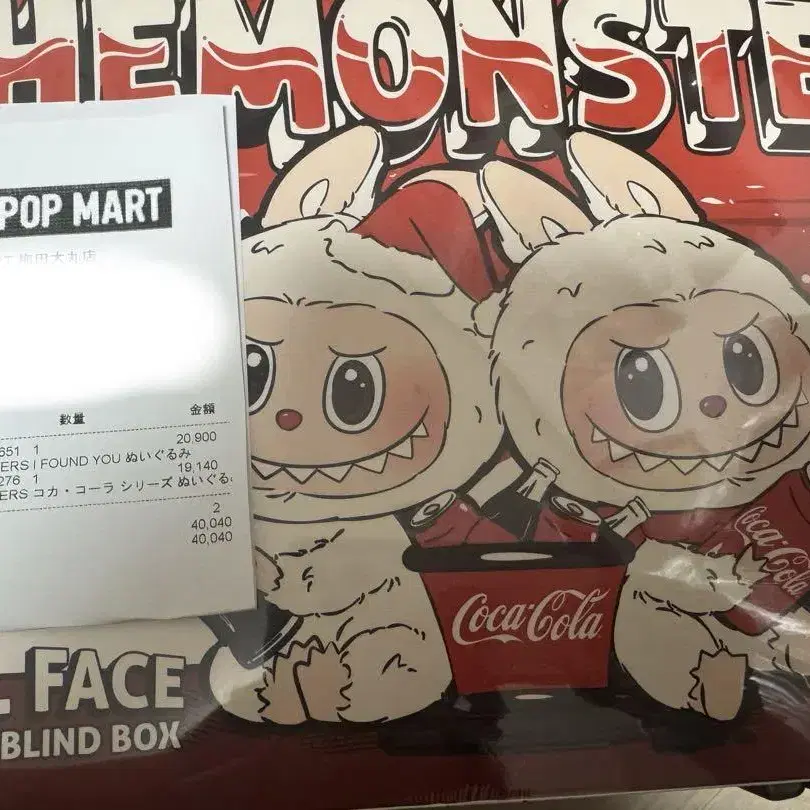 HEMONSTE
POP MART
数量 金額
651 1 20,900
ERS I FOUND YOU ぬいぐるみ
276 1 19,140
ERS コカ・コーラ シリーズ ぬいぐる
2
40,040
40,040
Coca-Cola
Coca-Cola
FACE
BLIND BOX